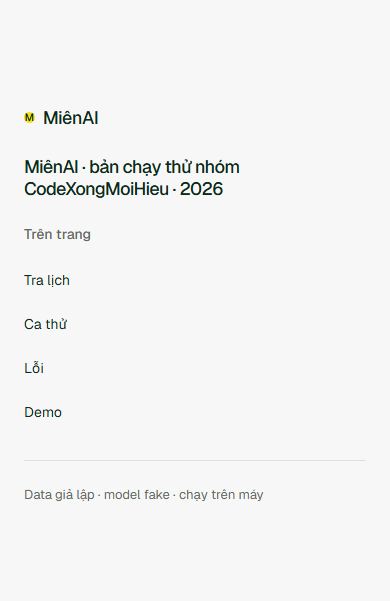 M MiênAI
MiênAI · bản chạy thử nhóm
CodeXongMoiHieu · 2026
Trên trang
Tra lịch
Ca thử
Lỗi
Demo
Data giả lập · model fake · chạy trên máy